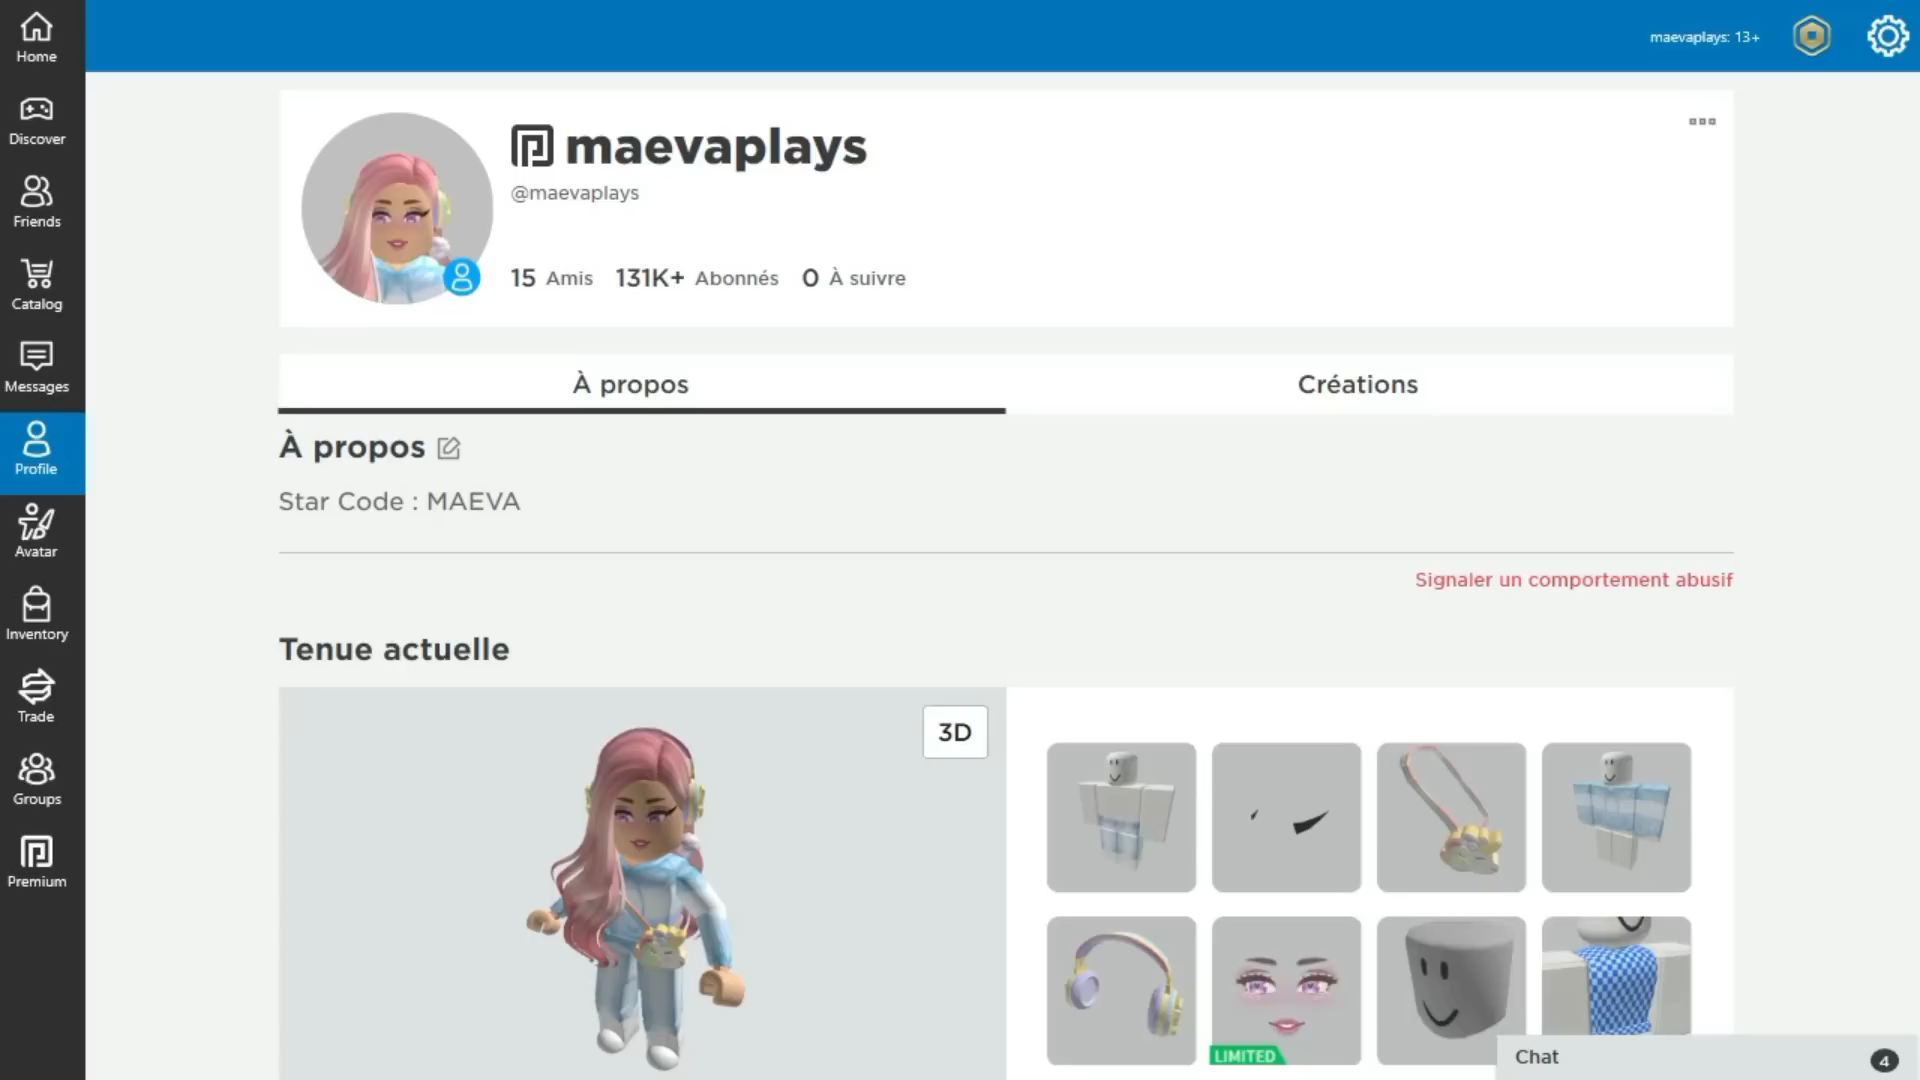 Home
Discover
Friends
Catalog
Messages
Profile
Avatar
Inventory
Trade
Groups
Premium
maevaplays: 13+
maevaplays
@maevaplays
15 Amis 131K+ Abonnés 0 À suivre
À propos Créations
À propos
Star Code : MAEVA
Signaler un comportement abusif
Tenue actuelle
3D
LIMITED
Chat 4